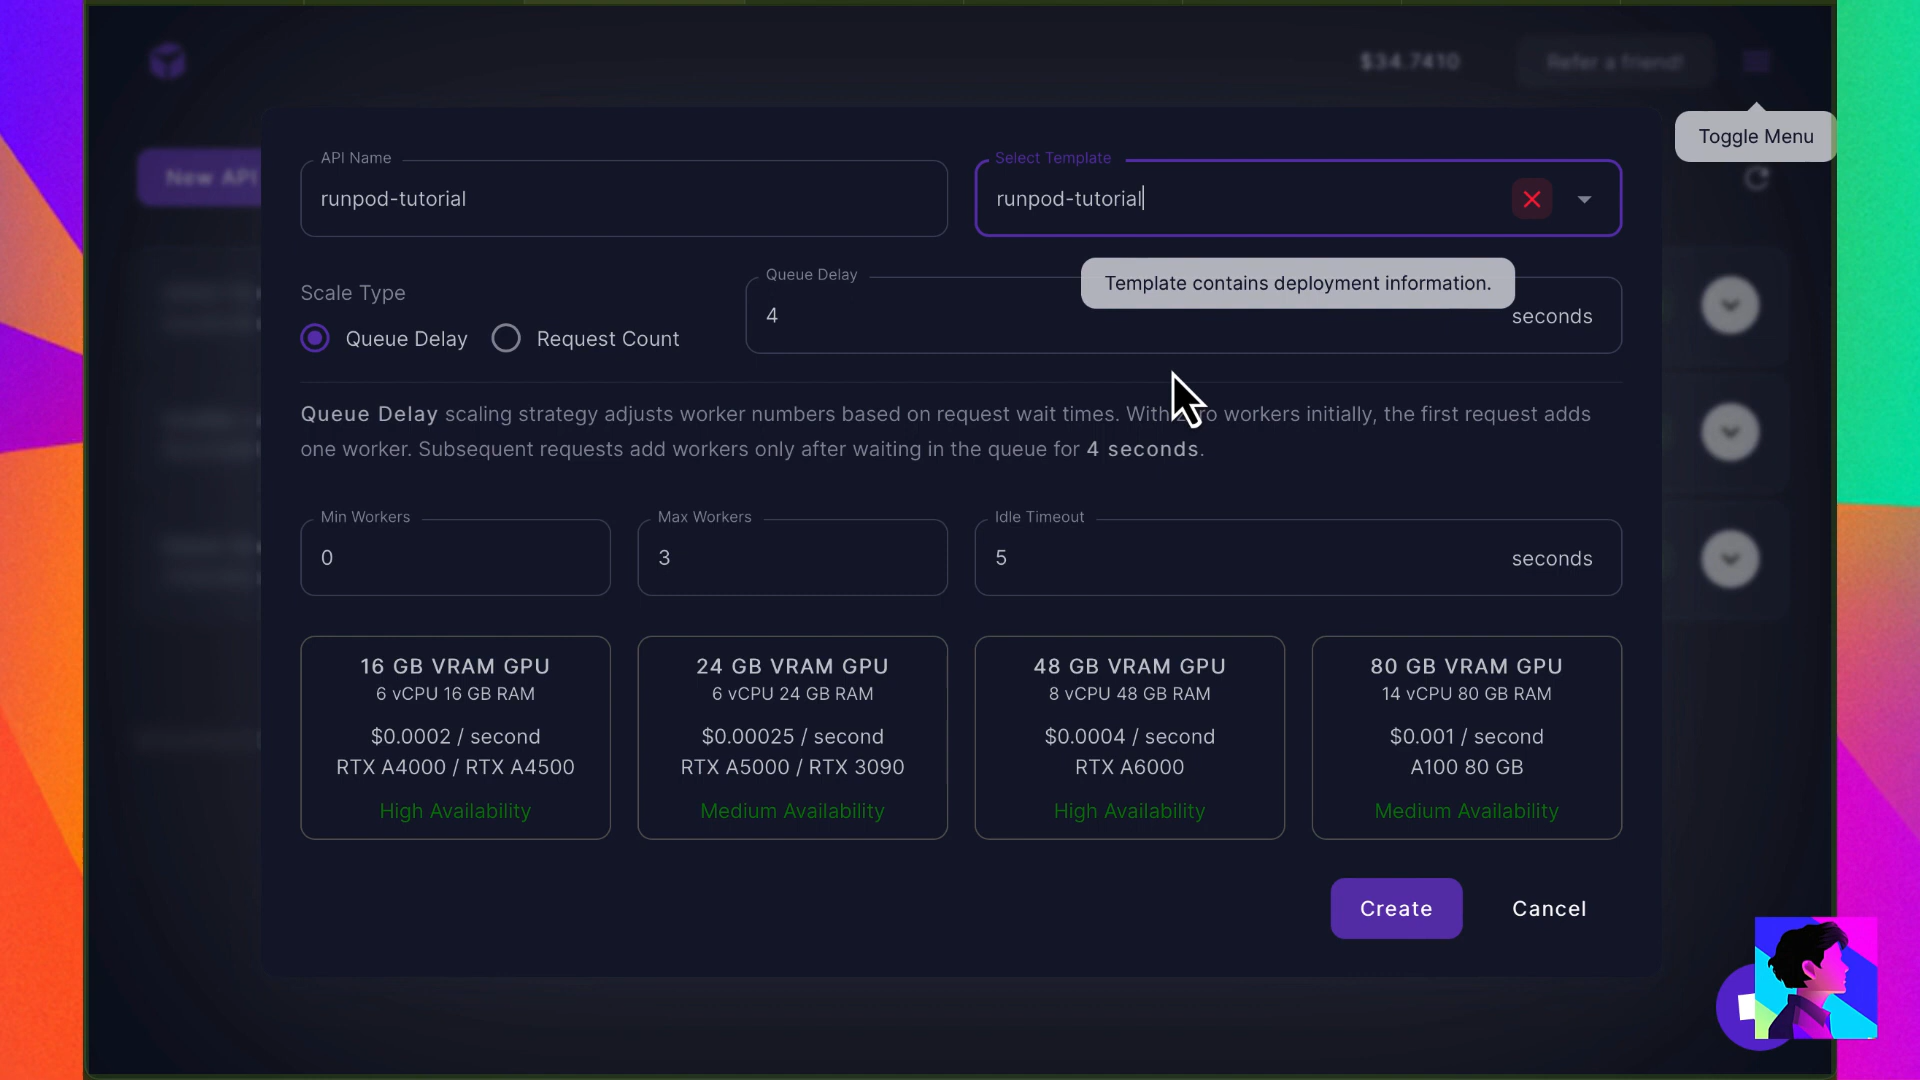 $34.7410
Refer a friend!
Toggle Menu
New API
API Name
runpod-tutorial
Select Template
runpod-tutorial
Template contains deployment information.
Scale Type
Queue Delay
Request Count
Queue Delay
4
seconds
Queue Delay scaling strategy adjusts worker numbers based on request wait times. With workers initially, the first request adds
one worker. Subsequent requests add workers only after waiting in the queue for 4 seconds.
Min Workers
0
Max Workers
3
Idle Timeout
5
seconds
16 GB VRAM GPU
6 vCPU 16 GB RAM
$0.0002 / second
RTX A4000 / RTX A4500
High Availability
24 GB VRAM GPU
6 vCPU 24 GB RAM
$0.00025 / second
RTX A5000 / RTX 3090
Medium Availability
48 GB VRAM GPU
8 vCPU 48 GB RAM
$0.0004 / second
RTX A6000
High Availability
80 GB VRAM GPU
14 vCPU 80 GB RAM
$0.001 / second
A100 80 GB
Medium Availability
Create
Cancel